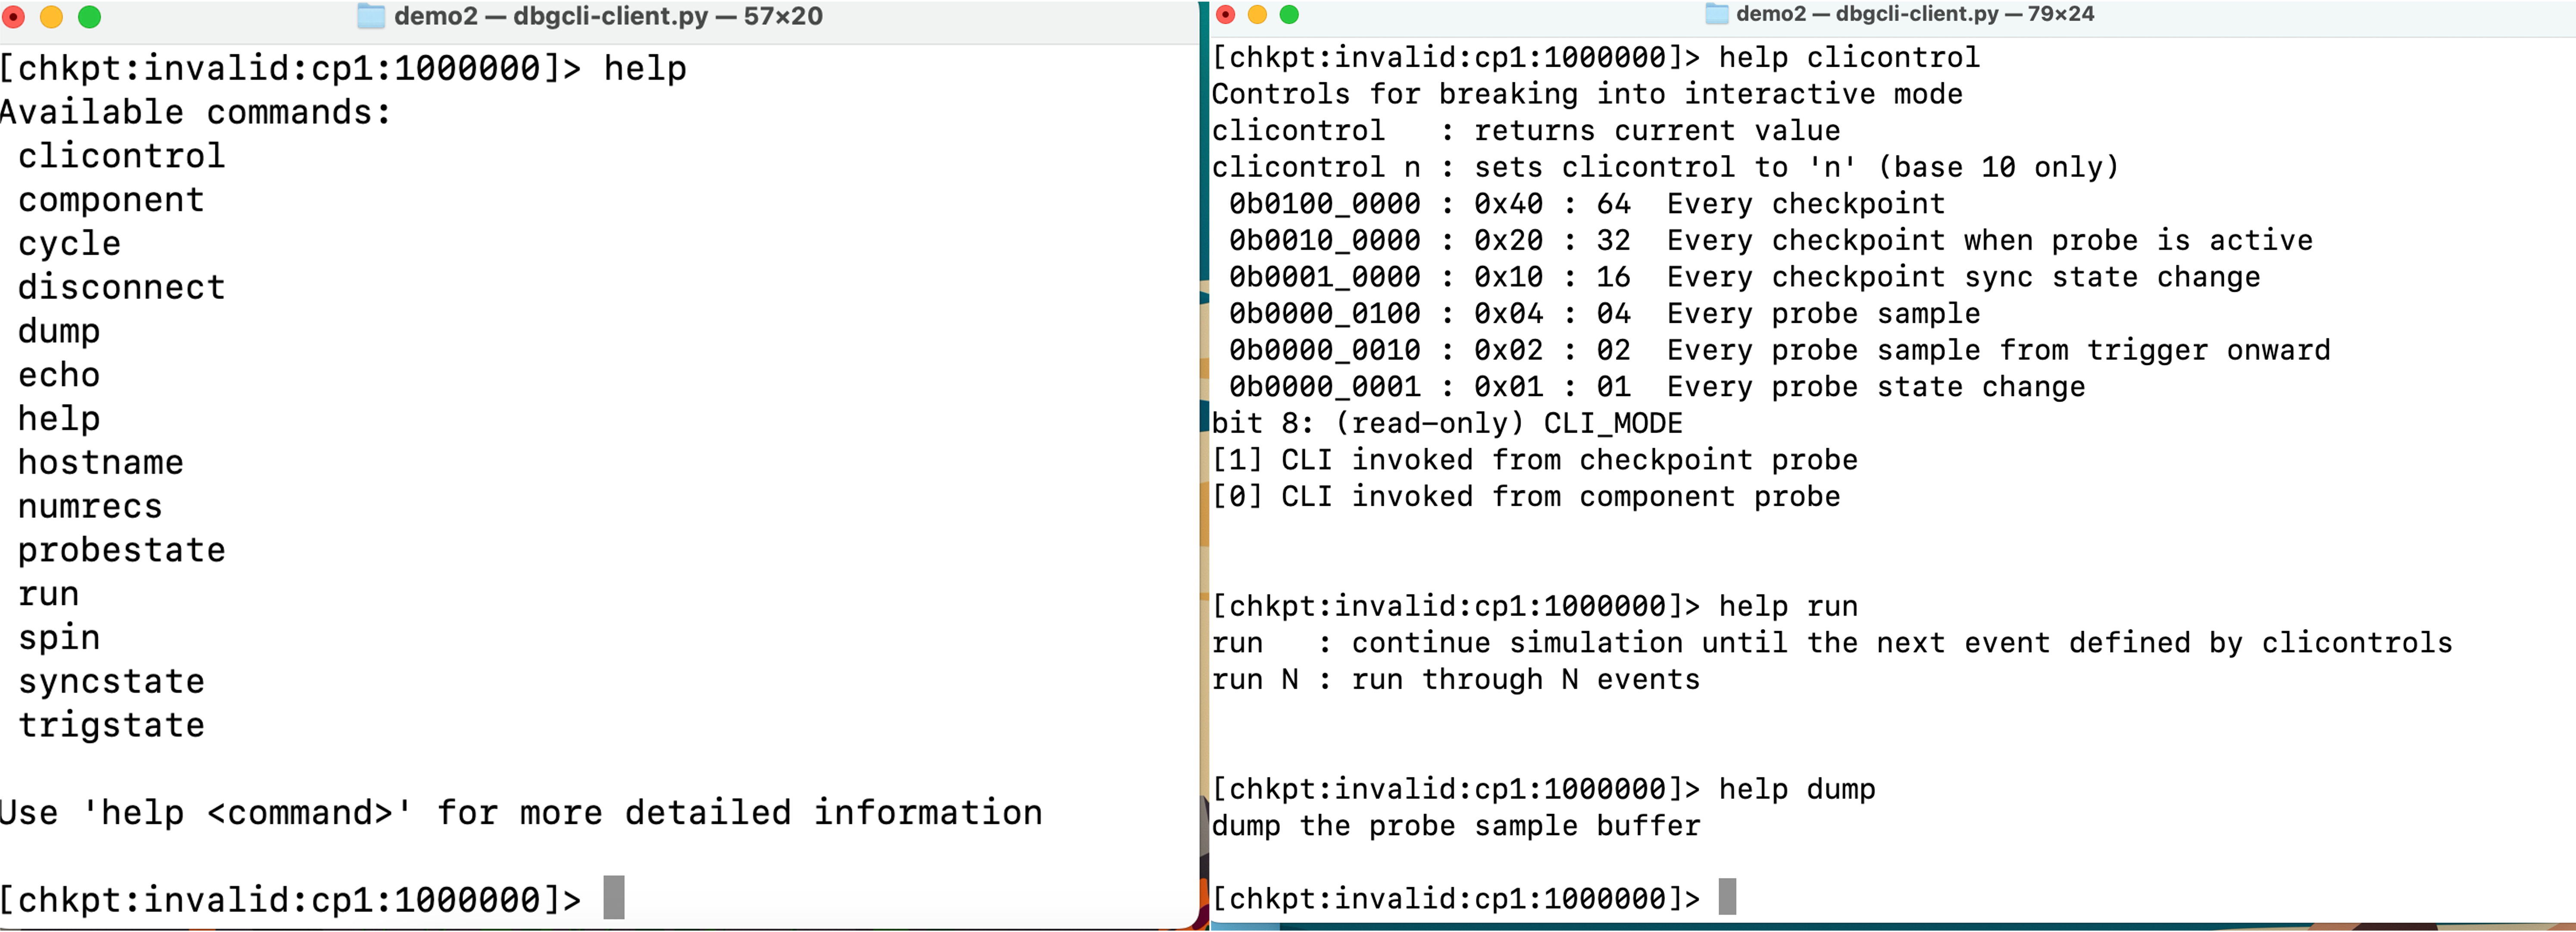 demo2 — dbgcli-client.py — 57×20
[chkpt:invalid:cp1:1000000]> help
Available commands:
 clicontrol
 component
 cycle
 disconnect
 dump
 echo
 help
 hostname
 numrecs
 probestate
 run
 spin
 syncstate
 trigstate
Use 'help <command>' for more detailed information
[chkpt:invalid:cp1:1000000]>
demo2 — dbgcli-client.py — 79×24
[chkpt:invalid:cp1:1000000]> help clicontrol
Controls for breaking into interactive mode
clicontrol   : returns current value
clicontrol n : sets clicontrol to 'n' (base 10 only)
 0b0100_0000 : 0x40 : 64  Every checkpoint
 0b0010_0000 : 0x20 : 32  Every checkpoint when probe is active
 0b0001_0000 : 0x10 : 16  Every checkpoint sync state change
 0b0000_0100 : 0x04 : 04  Every probe sample
 0b0000_0010 : 0x02 : 02  Every probe sample from trigger onward
 0b0000_0001 : 0x01 : 01  Every probe state change
bit 8: (read-only) CLI_MODE
[1] CLI invoked from checkpoint probe
[0] CLI invoked from component probe
[chkpt:invalid:cp1:1000000]> help run
run   : continue simulation until the next event defined by clicontrols
run N : run through N events
[chkpt:invalid:cp1:1000000]> help dump
dump the probe sample buffer
[chkpt:invalid:cp1:1000000]>